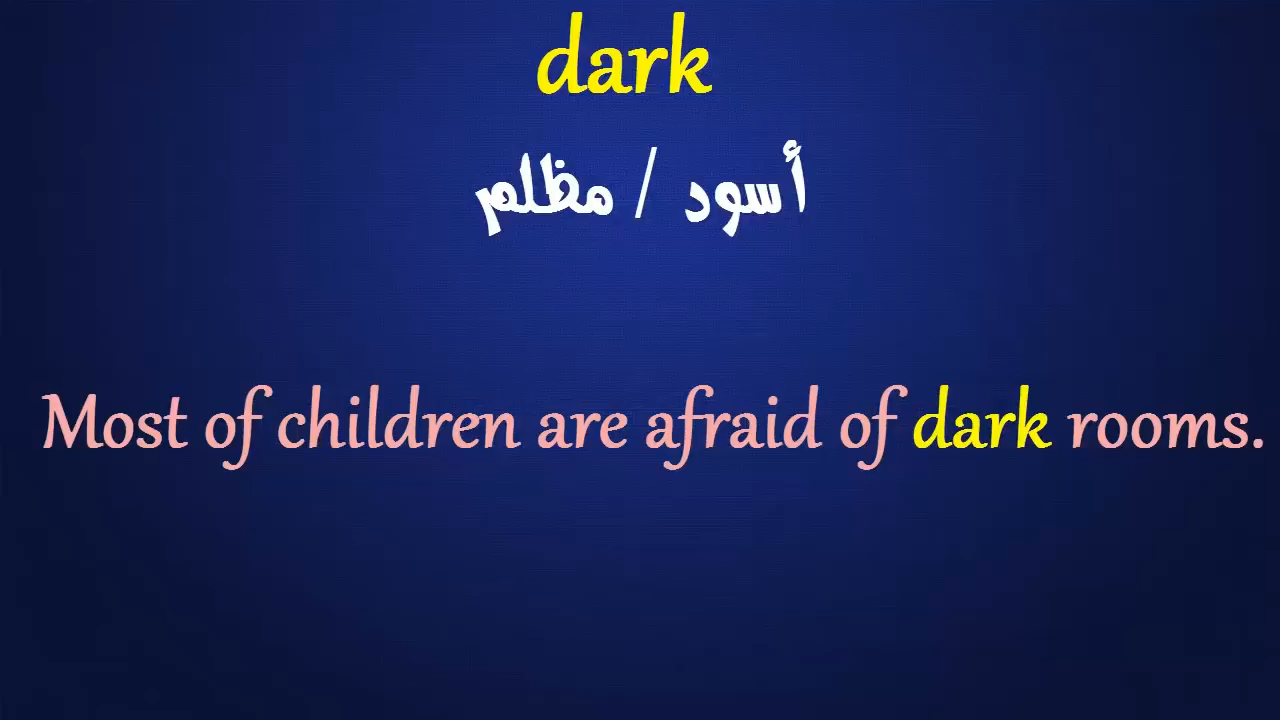 dark
أسود / مظلم
Most of children are afraid of dark rooms.